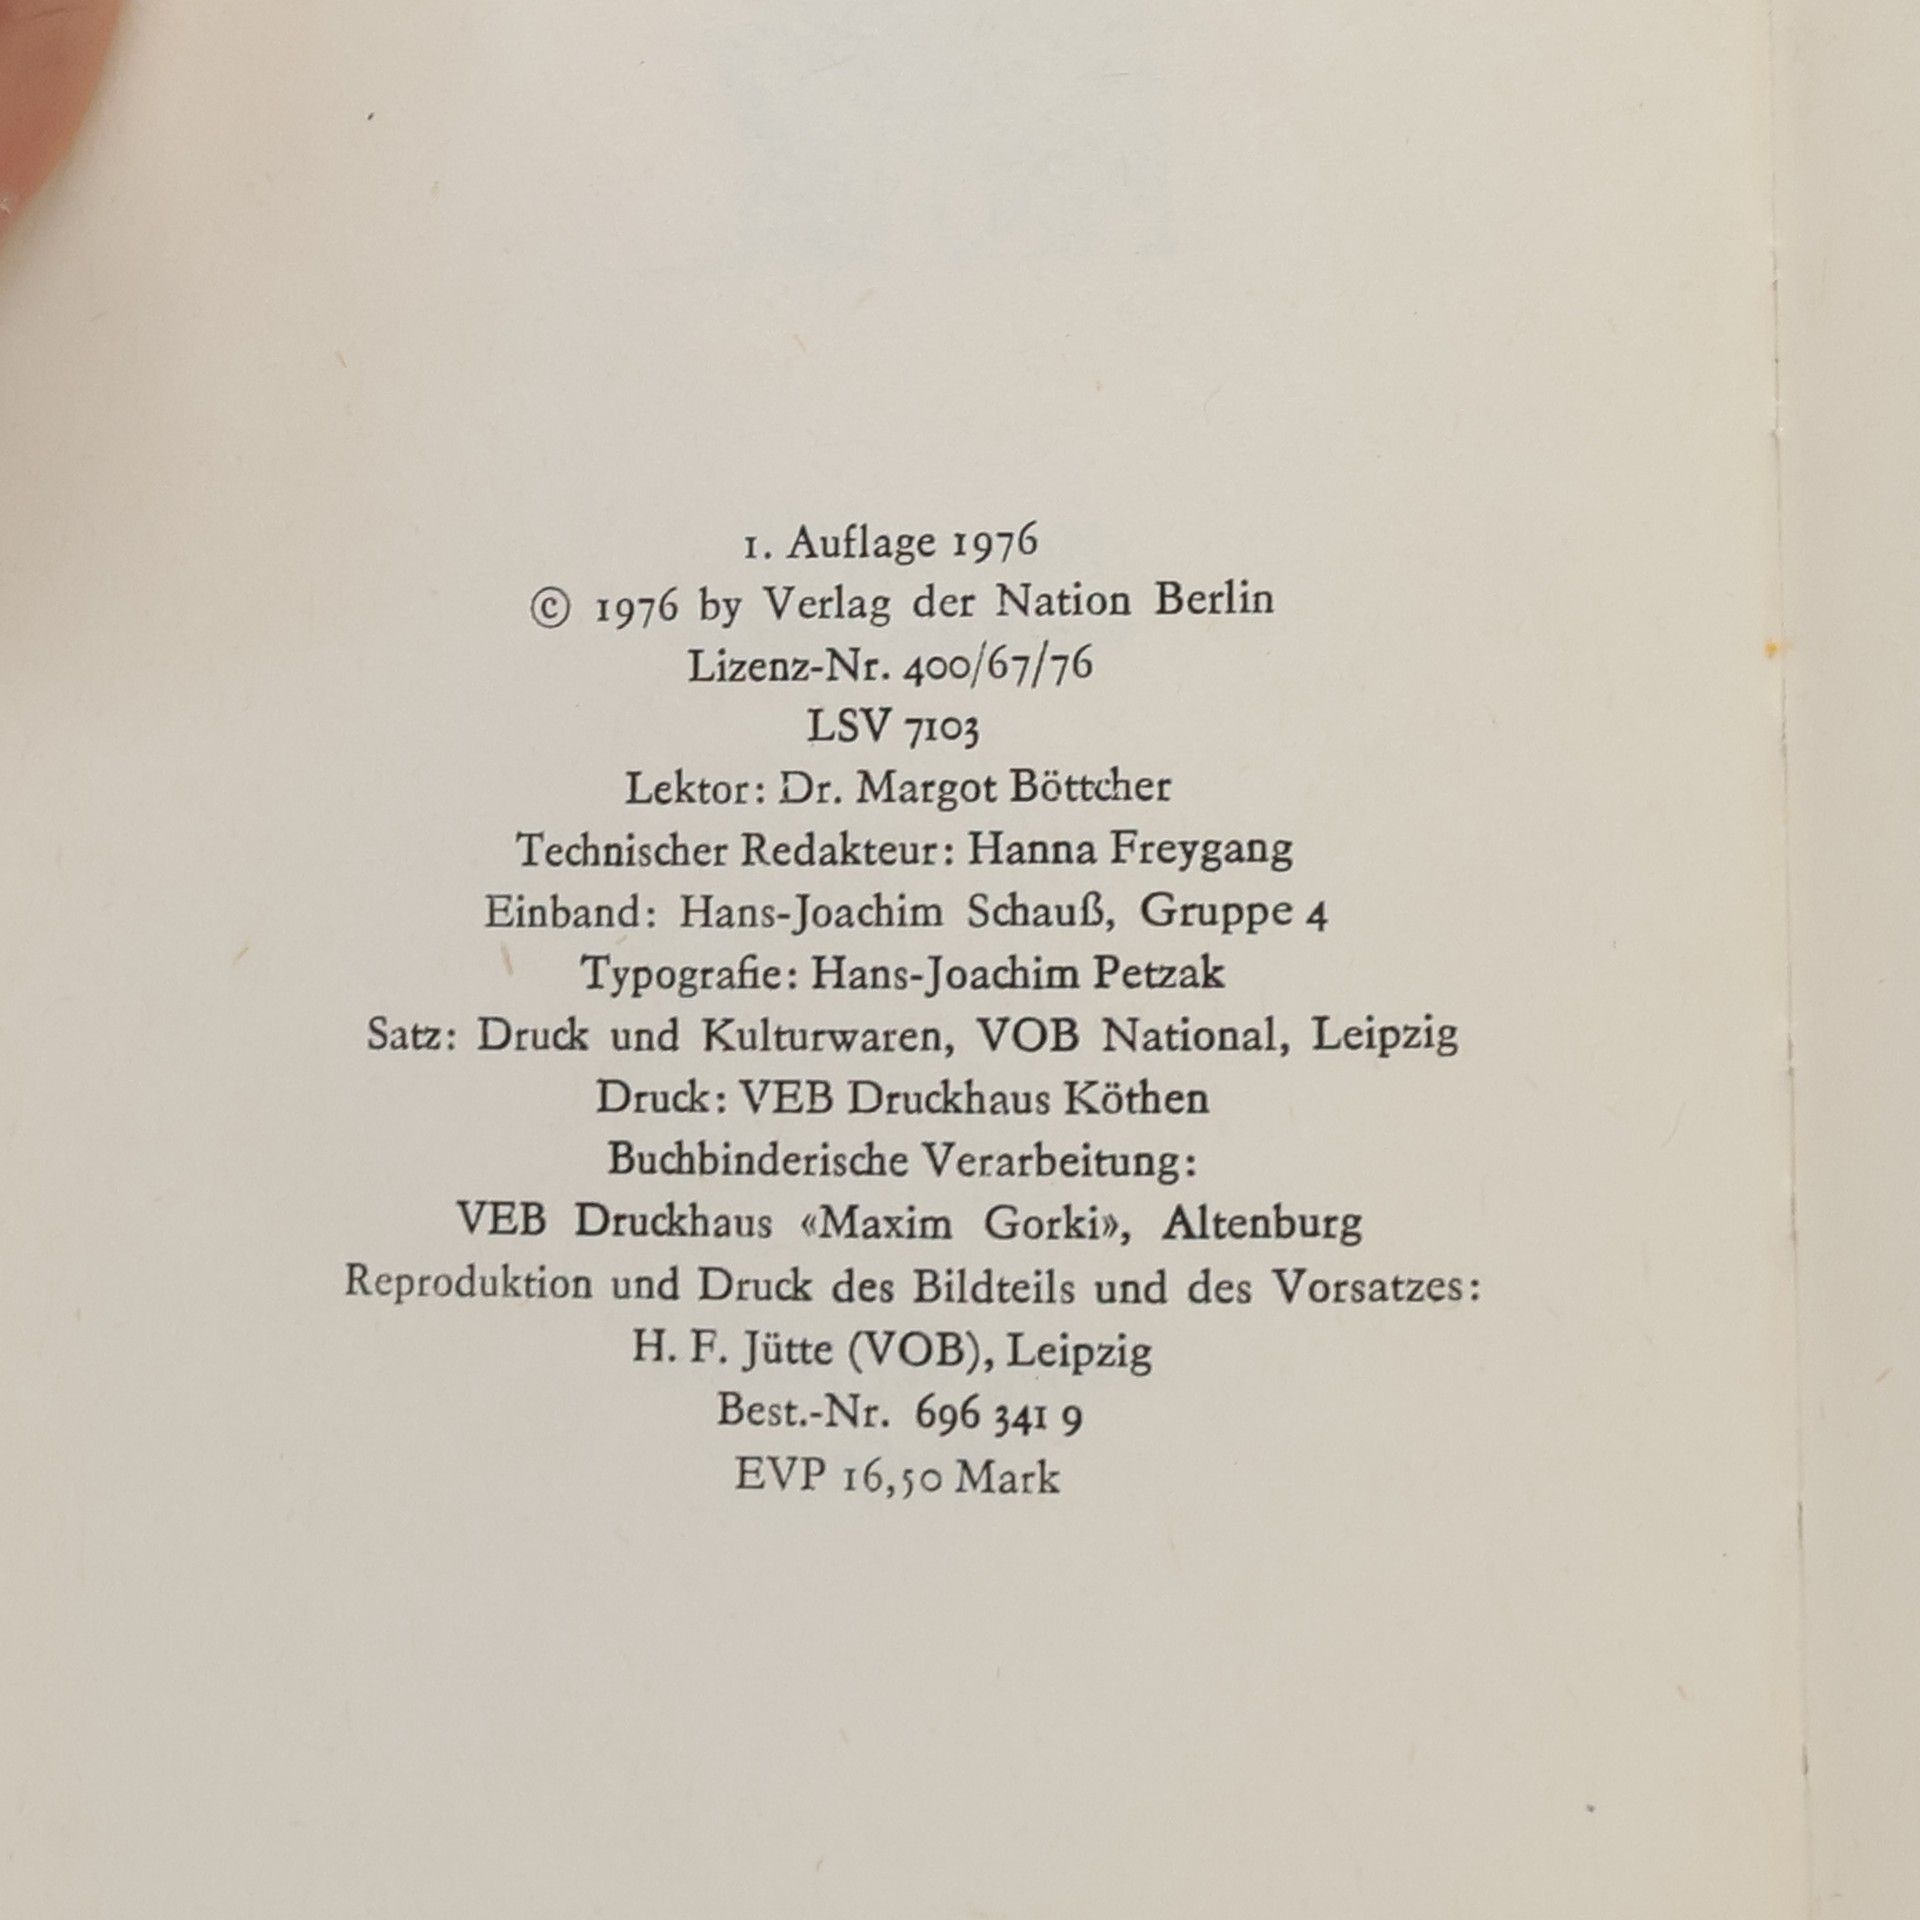 1. Auflage 1976
© 1976 by Verlag der Nation Berlin
Lizenz-Nr. 400/67/76
LSV 7103
Lektor: Dr. Margot Böttcher
Technischer Redakteur: Hanna Freygang
Einband: Hans-Joachim Schauß, Gruppe 4
Typografie: Hans-Joachim Petzak
Satz: Druck und Kulturwaren, VOB National, Leipzig
Druck: VEB Druckhaus Köthen
Buchbinderische Verarbeitung:
VEB Druckhaus «Maxim Gorki», Altenburg
Reproduktion und Druck des Bildteils und des Vorsatzes:
H. F. Jütte (VOB), Leipzig
Best.-Nr. 696 341 9
EVP 16,50 Mark